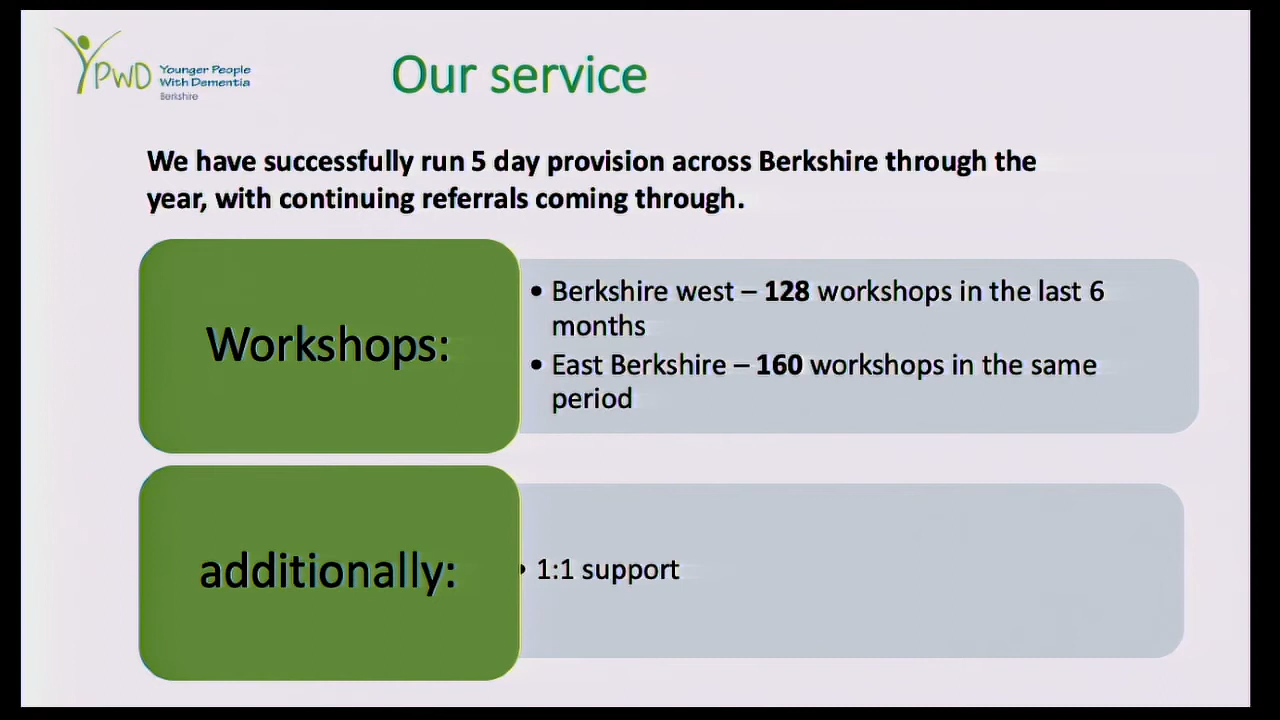 YPWD Younger People
With Dementia
Berkshire
Our service
We have successfully run 5 day provision across Berkshire through the
year, with continuing referrals coming through.
Workshops:
• Berkshire west – 128 workshops in the last 6
months
• East Berkshire – 160 workshops in the same
period
additionally:
• 1:1 support